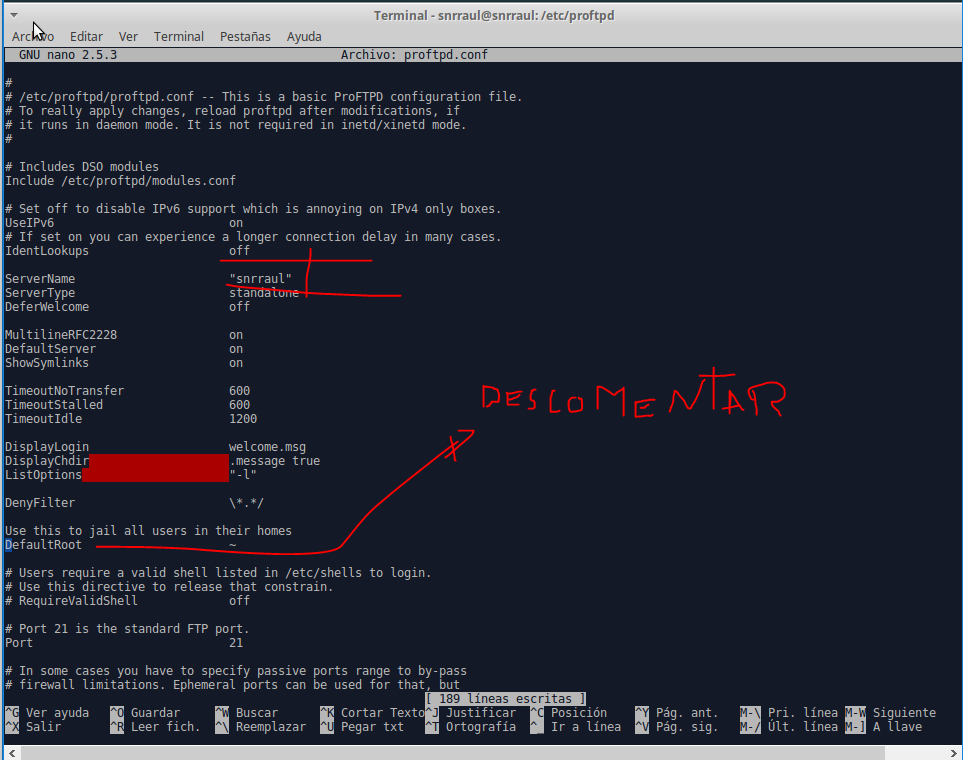 Terminal - snrraul@snrraul: /etc/proftpd
Archivo Editar Ver Terminal Pestañas Ayuda
GNU nano 2.5.3 Archivo: proftpd.conf
#
# /etc/proftpd/proftpd.conf -- This is a basic ProFTPD configuration file.
# To really apply changes, reload proftpd after modifications, if
# it runs in daemon mode. It is not required in inetd/xinetd mode.
#
# Includes DSO modules
Include /etc/proftpd/modules.conf
# Set off to disable IPv6 support which is annoying on IPv4 only boxes.
UseIPv6 on
# If set on you can experience a longer connection delay in many cases.
IdentLookups off
ServerName "snrraul"
ServerType standalone
DeferWelcome off
MultilineRFC2228 on
DefaultServer on
ShowSymlinks on
TimeoutNoTransfer 600
TimeoutStalled 600
TimeoutIdle 1200
DESCOMENTAR
DisplayLogin welcome.msg
DisplayChdir .message true
ListOptions "-l"
DenyFilter \*.*/
Use this to jail all users in their homes
DefaultRoot ~
# Users require a valid shell listed in /etc/shells to login.
# Use this directive to release that constrain.
# RequireValidShell off
# Port 21 is the standard FTP port.
Port 21
# In some cases you have to specify passive ports range to by-pass
# firewall limitations. Ephemeral ports can be used for that, but
[ 189 líneas escritas ]
^G Ver ayuda ^O Guardar ^W Buscar ^K Cortar Texto ^J Justificar ^C Posición ^Y Pág. ant. M-\ Pri. línea M-W Siguiente
^X Salir ^R Leer fich. ^\ Reemplazar ^U Pegar txt ^T Ortografía ^_ Ir a línea ^V Pág. sig. M-/ Últ. línea M-] A llave